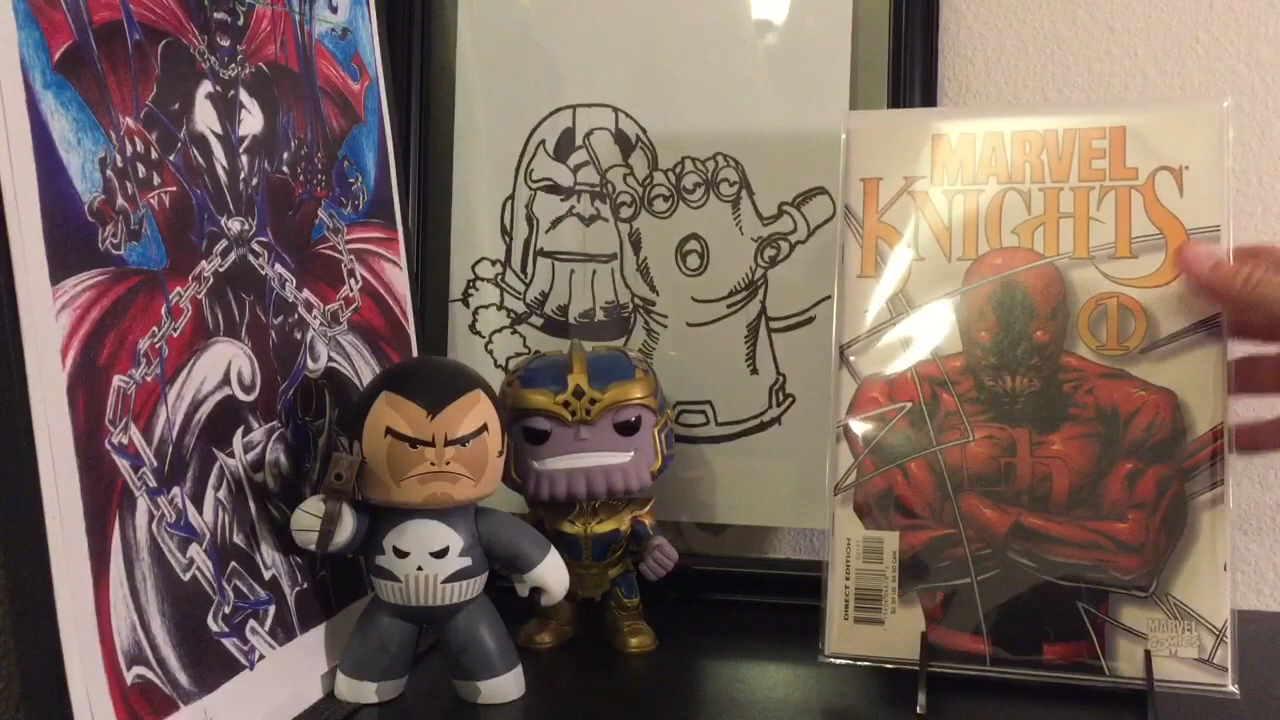 MARVEL
KNIGHTS
1
DIRECT EDITION
MARVEL
COMICS